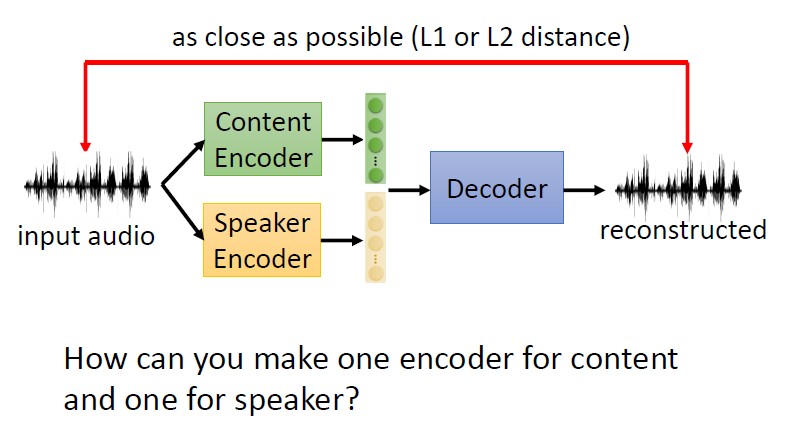 as close as possible (L1 or L2 distance)
Content
Encoder
Speaker
Encoder
Decoder
input audio
reconstructed
How can you make one encoder for content
and one for speaker?